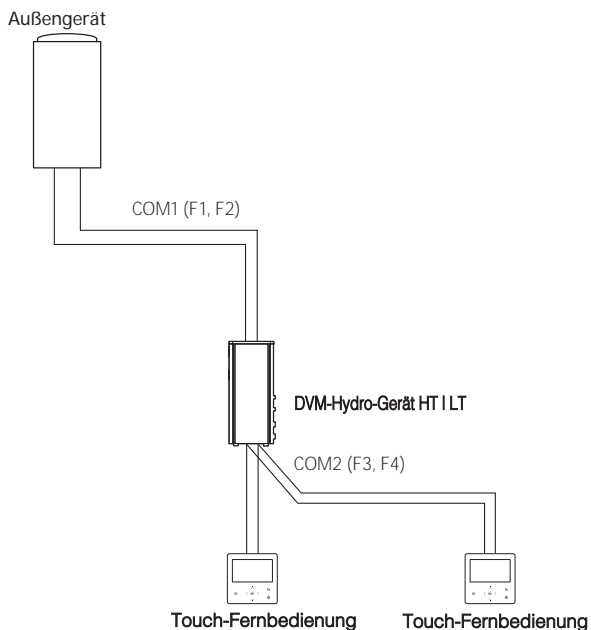 Außengerät
COM1 (F1, F2)
DVM-Hydro-Gerät HT l LT
COM2 (F3, F4)
Touch-Fernbedienung
Touch-Fernbedienung